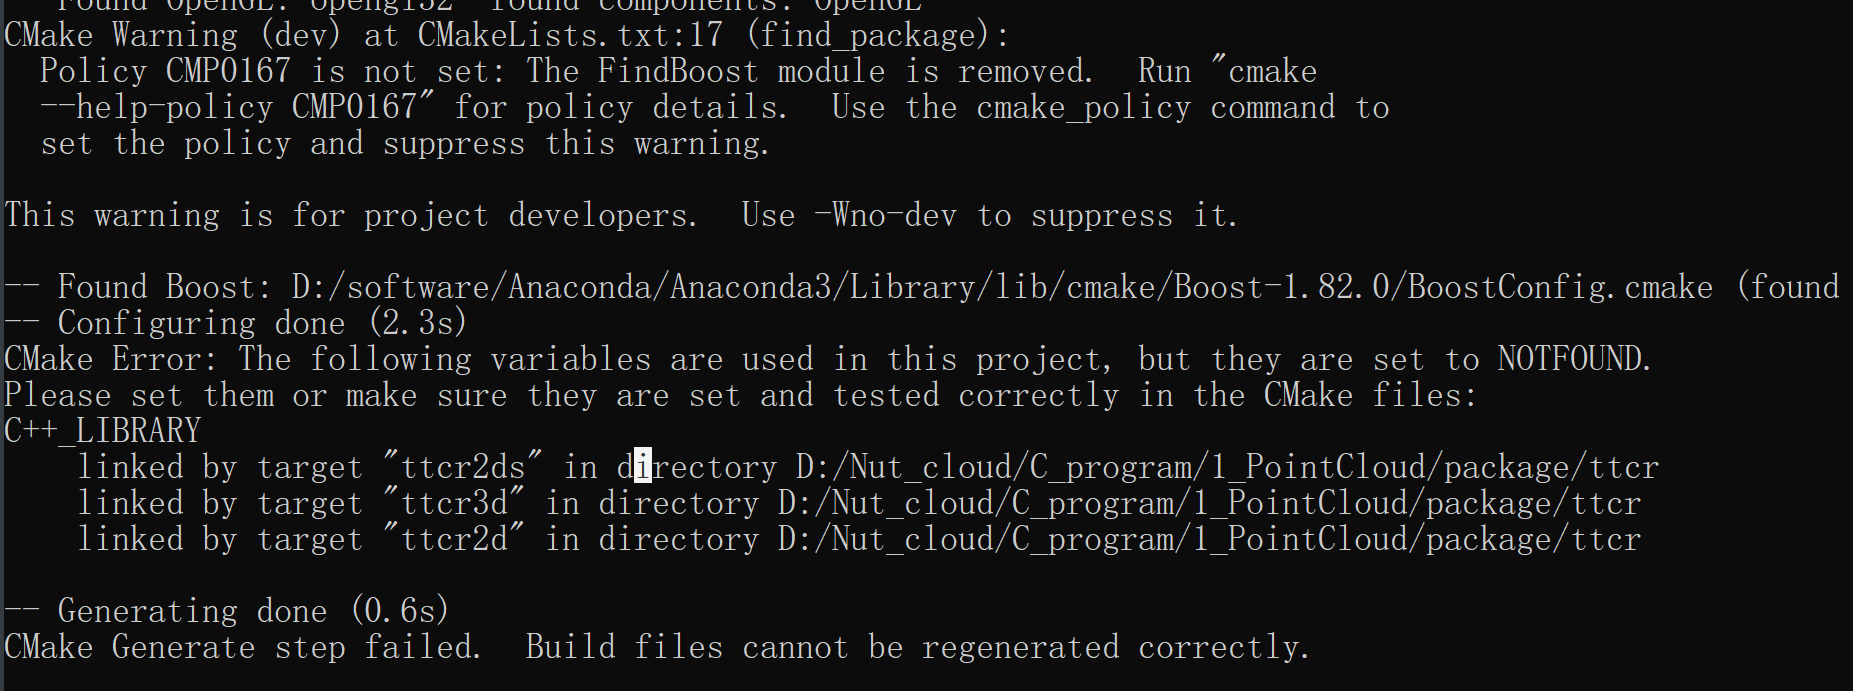 Found OpenGL: opengl32  found components: OpenGL
CMake Warning (dev) at CMakeLists.txt:17 (find_package):
  Policy CMP0167 is not set: The FindBoost module is removed.  Run "cmake
  --help-policy CMP0167" for policy details.  Use the cmake_policy command to
  set the policy and suppress this warning.
This warning is for project developers.  Use -Wno-dev to suppress it.
-- Found Boost: D:/software/Anaconda/Anaconda3/Library/lib/cmake/Boost-1.82.0/BoostConfig.cmake (found
-- Configuring done (2.3s)
CMake Error: The following variables are used in this project, but they are set to NOTFOUND.
Please set them or make sure they are set and tested correctly in the CMake files:
C++_LIBRARY
    linked by target "ttcr2ds" in directory D:/Nut_cloud/C_program/1_PointCloud/package/ttcr
    linked by target "ttcr3d" in directory D:/Nut_cloud/C_program/1_PointCloud/package/ttcr
    linked by target "ttcr2d" in directory D:/Nut_cloud/C_program/1_PointCloud/package/ttcr
-- Generating done (0.6s)
CMake Generate step failed.  Build files cannot be regenerated correctly.